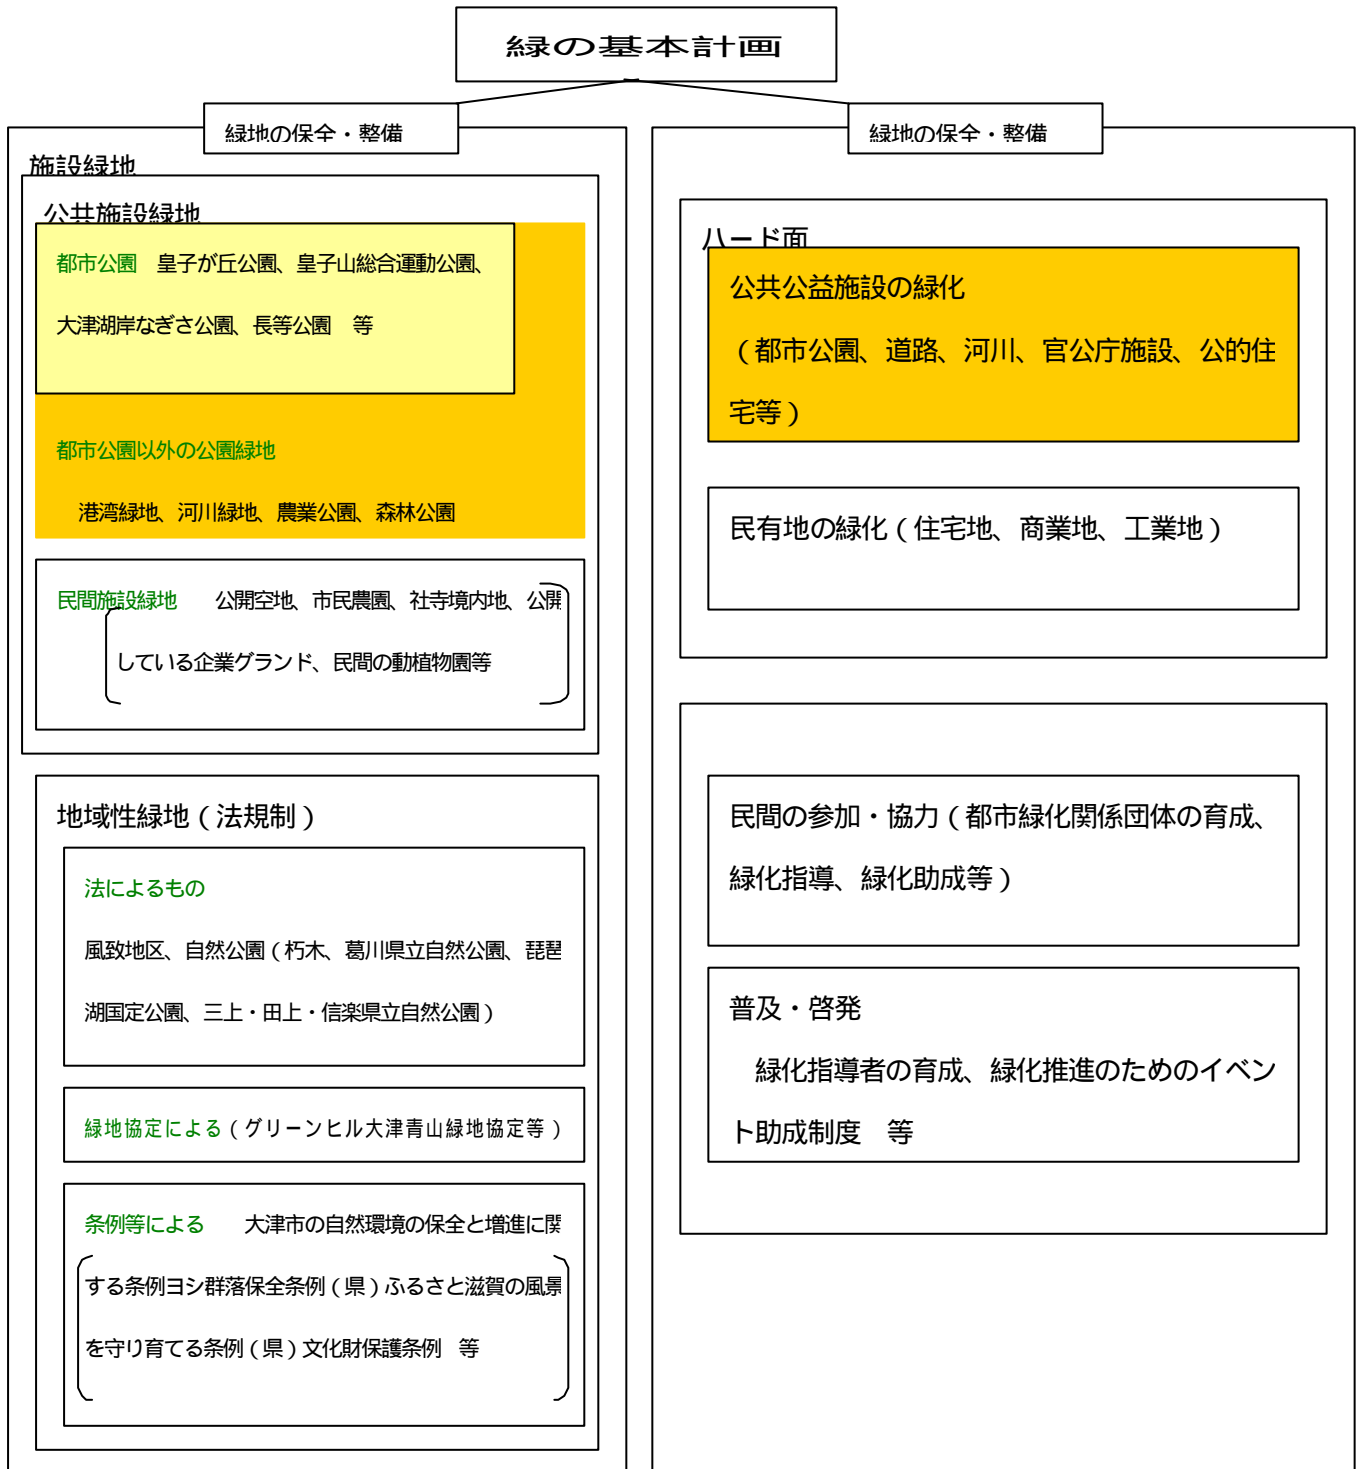 緑の基本計画
緑地の保全・整備
施設緑地
公共施設緑地
都市公園　皇子が丘公園、皇子山総合運動公園、
大津湖岸なぎさ公園、長等公園　等
都市公園以外の公園緑地
港湾緑地、河川緑地、農業公園、森林公園
民間施設緑地　公開空地、市民農園、社寺境内地、公開
している企業グランド、民間の動植物園等
地域性緑地（法規制）
法によるもの
風致地区、自然公園（朽木、葛川県立自然公園、琵琶
湖国定公園、三上・田上・信楽県立自然公園）
緑地協定による（グリーンヒル大津青山緑地協定等）
条例等による　大津市の自然環境の保全と増進に関
する条例ヨシ群落保全条例（県）ふるさと滋賀の風景
を守り育てる条例（県）文化財保護条例　等
緑地の保全・整備
ハード面
公共公益施設の緑化
（都市公園、道路、河川、官公庁施設、公的住
宅等）
民有地の緑化（住宅地、商業地、工業地）
民間の参加・協力（都市緑化関係団体の育成、
緑化指導、緑化助成等）
普及・啓発
緑化指導者の育成、緑化推進のためのイベン
ト助成制度　等